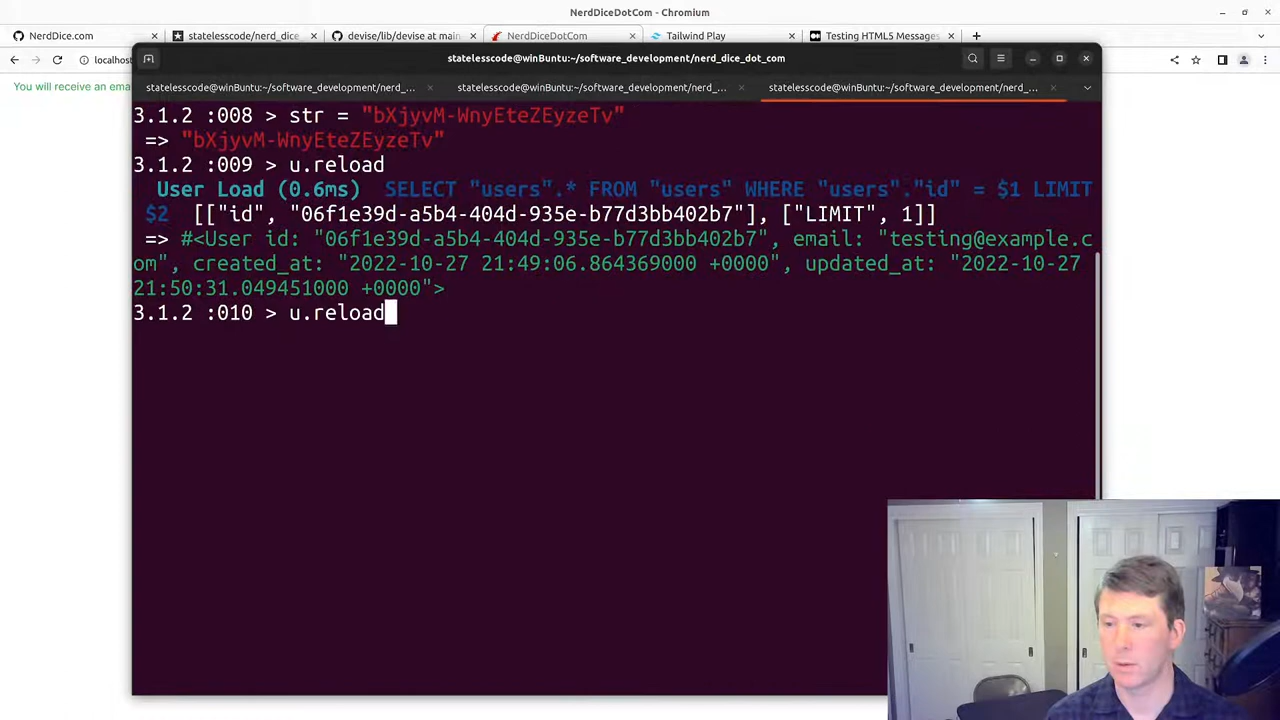 NerdDiceDotCom - Chromium
NerdDice.com
statelesscode/nerd_dice
devise/lib/devise at main
NerdDiceDotCom
Tailwind Play
Testing HTML5 Messages
localhos
You will receive an ema
statelesscode@winBuntu:~/software_development/nerd_dice_dot_com
statelesscode@winBuntu:~/software_development/nerd_...
statelesscode@winBuntu:~/software_development/nerd_...
statelesscode@winBuntu:~/software_development/nerd_...
3.1.2 :008 > str = "bXjyvM-WnyEteZEyzeTv"
=> "bXjyvM-WnyEteZEyzeTv"
3.1.2 :009 > u.reload
User Load (0.6ms)  SELECT "users".* FROM "users" WHERE "users"."id" = $1 LIMIT
$2  [["id", "06f1e39d-a5b4-404d-935e-b77d3bb402b7"], ["LIMIT", 1]]
=> #<User id: "06f1e39d-a5b4-404d-935e-b77d3bb402b7", email: "testing@example.c
om", created_at: "2022-10-27 21:49:06.864369000 +0000", updated_at: "2022-10-27
21:50:31.049451000 +0000">
3.1.2 :010 > u.reload